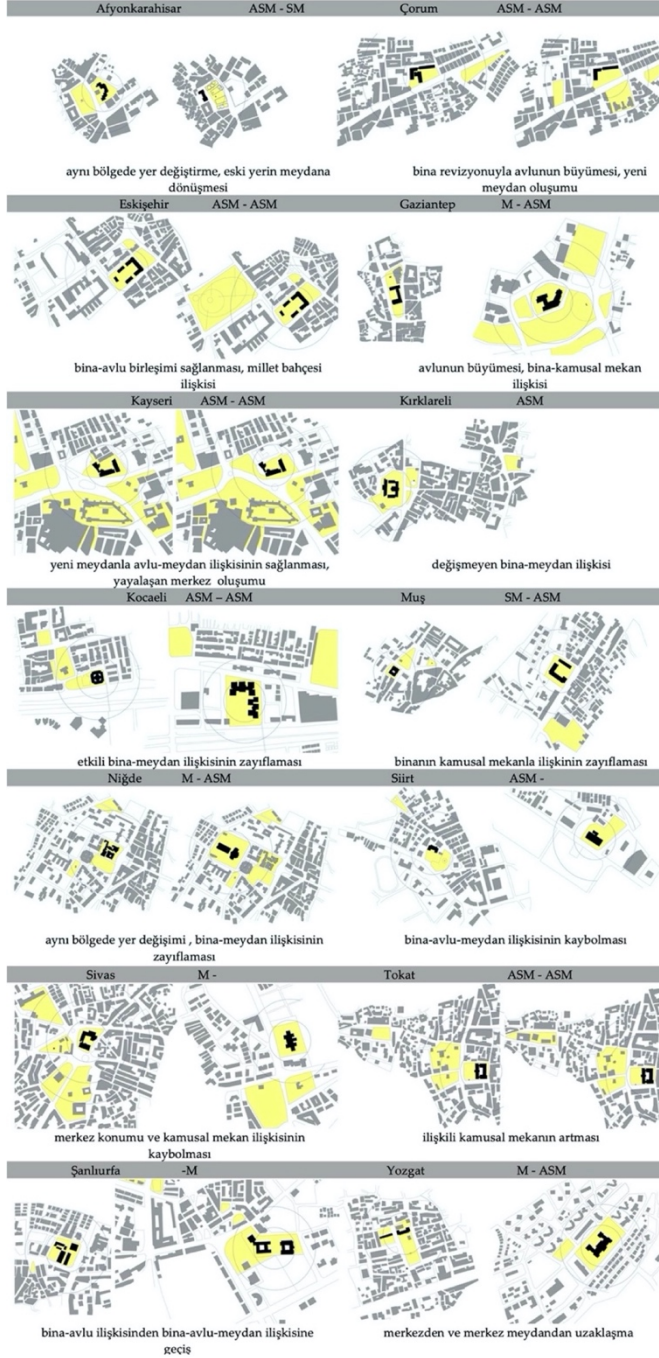 Afyonkarahisar ASM - SM Çorum ASM - ASM
aynı bölgede yer değiştirme, eski yerin meydana
dönüşmesi
bina revizyonuyla avlunun büyümesi, yeni
meydan oluşumu
Eskişehir ASM - ASM Gaziantep M - ASM
bina-avlu birleşimi sağlanması, millet bahçesi
ilişkisi
avlunun büyümesi, bina-kamusal mekan
ilişkisi
Kayseri ASM - ASM Kırklareli ASM
yeni meydanla avlu-meydan ilişkisinin sağlanması,
yayalaşan merkez oluşumu
değişmeyen bina-meydan ilişkisi
Kocaeli ASM – ASM Muş SM - ASM
etkili bina-meydan ilişkisinin zayıflaması
binanın kamusal mekanla ilişkinin zayıflaması
Niğde M - ASM Siirt ASM -
aynı bölgede yer değişimi , bina-meydan ilişkisinin
zayıflaması
bina-avlu-meydan ilişkisinin kaybolması
Sivas M - Tokat ASM - ASM
merkez konumu ve kamusal mekan ilişkisinin
kaybolması
ilişkili kamusal mekanın artması
Şanlıurfa -M Yozgat M - ASM
bina-avlu ilişkisinden bina-avlu-meydan ilişkisine
geçiş
merkezden ve merkez meydandan uzaklaşma